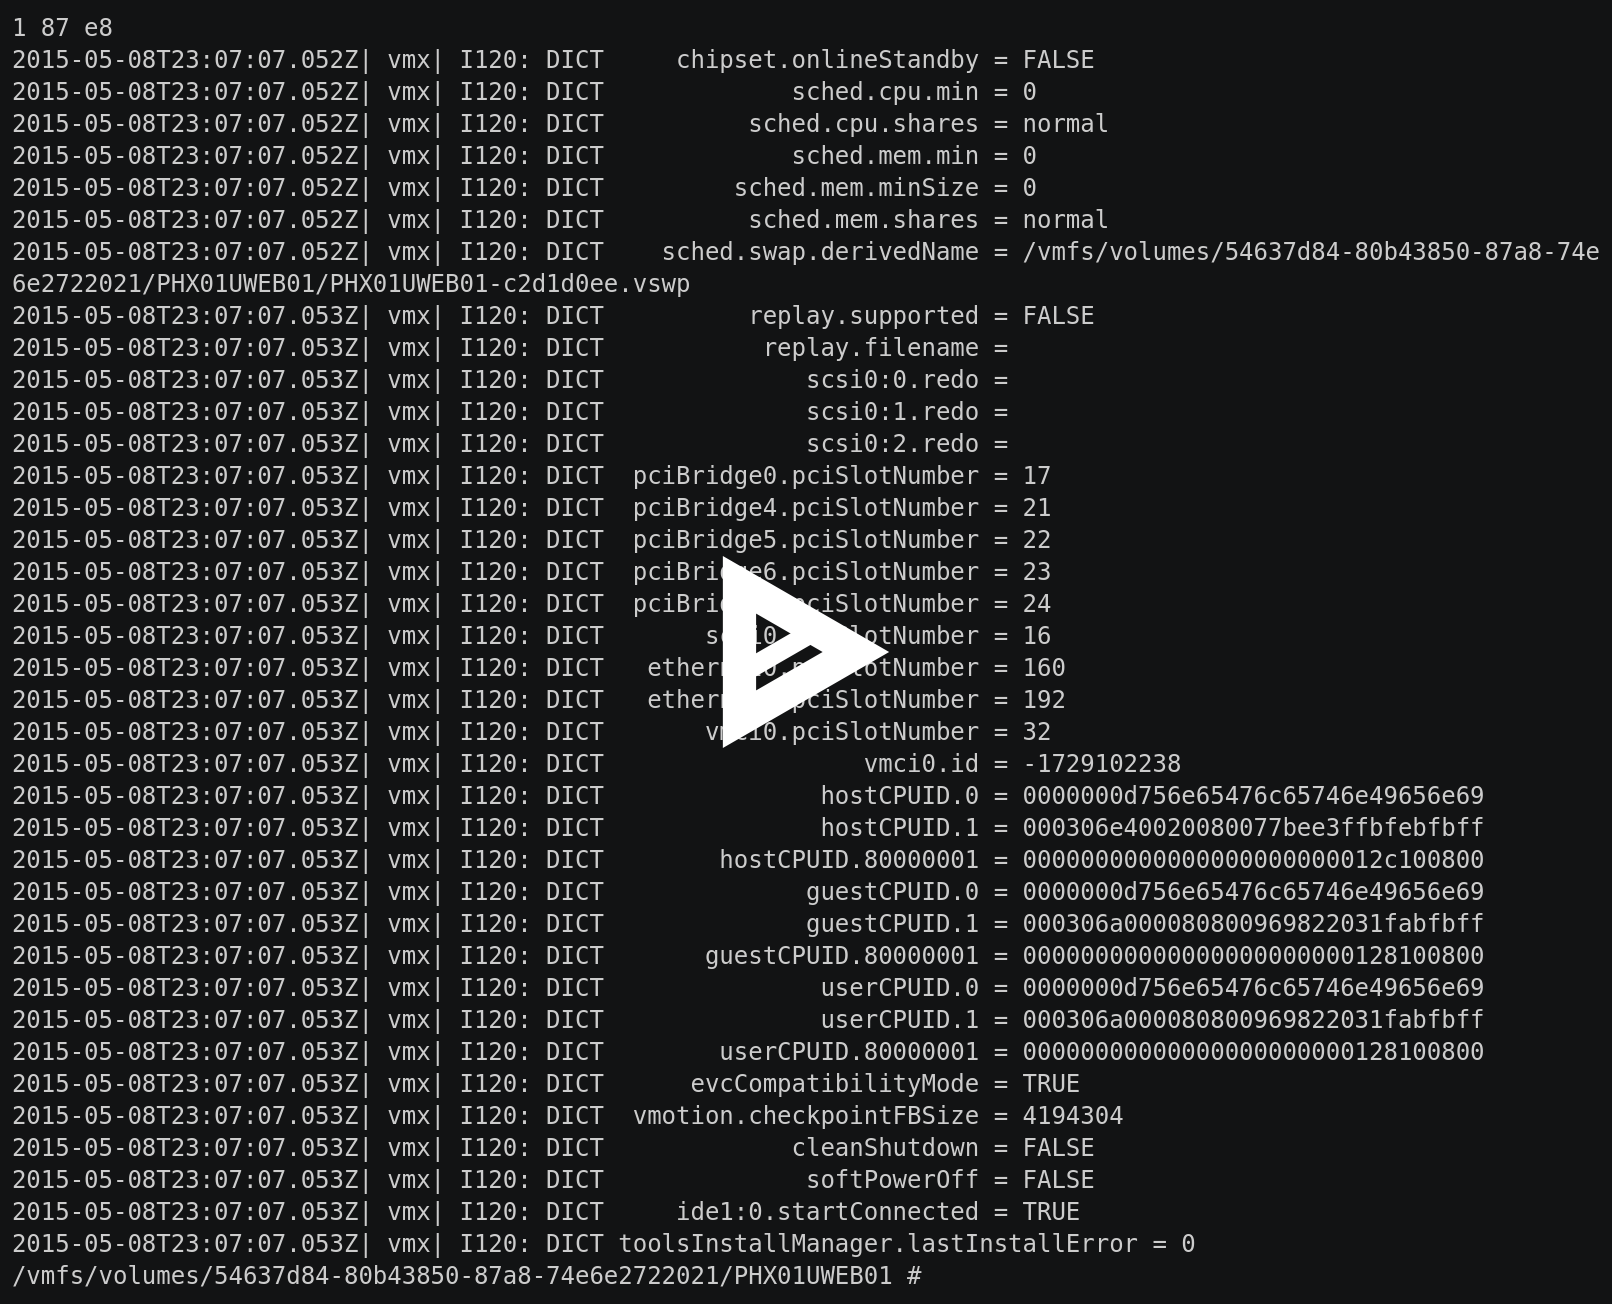 1 87 e8
2015-05-08T23:07:07.052Z| vmx| I120: DICT     chipset.onlineStandby = FALSE
2015-05-08T23:07:07.052Z| vmx| I120: DICT             sched.cpu.min = 0
2015-05-08T23:07:07.052Z| vmx| I120: DICT          sched.cpu.shares = normal
2015-05-08T23:07:07.052Z| vmx| I120: DICT             sched.mem.min = 0
2015-05-08T23:07:07.052Z| vmx| I120: DICT         sched.mem.minSize = 0
2015-05-08T23:07:07.052Z| vmx| I120: DICT          sched.mem.shares = normal
2015-05-08T23:07:07.052Z| vmx| I120: DICT    sched.swap.derivedName = /vmfs/volumes/54637d84-80b43850-87a8-74e
6e2722021/PHX01UWEB01/PHX01UWEB01-c2d1d0ee.vswp
2015-05-08T23:07:07.053Z| vmx| I120: DICT          replay.supported = FALSE
2015-05-08T23:07:07.053Z| vmx| I120: DICT           replay.filename =
2015-05-08T23:07:07.053Z| vmx| I120: DICT              scsi0:0.redo =
2015-05-08T23:07:07.053Z| vmx| I120: DICT              scsi0:1.redo =
2015-05-08T23:07:07.053Z| vmx| I120: DICT              scsi0:2.redo =
2015-05-08T23:07:07.053Z| vmx| I120: DICT  pciBridge0.pciSlotNumber = 17
2015-05-08T23:07:07.053Z| vmx| I120: DICT  pciBridge4.pciSlotNumber = 21
2015-05-08T23:07:07.053Z| vmx| I120: DICT  pciBridge5.pciSlotNumber = 22
2015-05-08T23:07:07.053Z| vmx| I120: DICT  pciBridge6.pciSlotNumber = 23
2015-05-08T23:07:07.053Z| vmx| I120: DICT = 24
2015-05-08T23:07:07.053Z| vmx| I120: DICT = 16
2015-05-08T23:07:07.053Z| vmx| I120: DICT = 160
2015-05-08T23:07:07.053Z| vmx| I120: DICT = 192
2015-05-08T23:07:07.053Z| vmx| I120: DICT       vmci0.pciSlotNumber = 32
2015-05-08T23:07:07.053Z| vmx| I120: DICT                  vmci0.id = -1729102238
2015-05-08T23:07:07.053Z| vmx| I120: DICT               hostCPUID.0 = 0000000d756e65476c65746e49656e69
2015-05-08T23:07:07.053Z| vmx| I120: DICT               hostCPUID.1 = 000306e40020080077bee3ffbfebfbff
2015-05-08T23:07:07.053Z| vmx| I120: DICT        hostCPUID.80000001 = 0000000000000000000000012c100800
2015-05-08T23:07:07.053Z| vmx| I120: DICT              guestCPUID.0 = 0000000d756e65476c65746e49656e69
2015-05-08T23:07:07.053Z| vmx| I120: DICT              guestCPUID.1 = 000306a000080800969822031fabfbff
2015-05-08T23:07:07.053Z| vmx| I120: DICT       guestCPUID.80000001 = 00000000000000000000000128100800
2015-05-08T23:07:07.053Z| vmx| I120: DICT               userCPUID.0 = 0000000d756e65476c65746e49656e69
2015-05-08T23:07:07.053Z| vmx| I120: DICT               userCPUID.1 = 000306a000080800969822031fabfbff
2015-05-08T23:07:07.053Z| vmx| I120: DICT        userCPUID.80000001 = 00000000000000000000000128100800
2015-05-08T23:07:07.053Z| vmx| I120: DICT      evcCompatibilityMode = TRUE
2015-05-08T23:07:07.053Z| vmx| I120: DICT  vmotion.checkpointFBSize = 4194304
2015-05-08T23:07:07.053Z| vmx| I120: DICT             cleanShutdown = FALSE
2015-05-08T23:07:07.053Z| vmx| I120: DICT              softPowerOff = FALSE
2015-05-08T23:07:07.053Z| vmx| I120: DICT     ide1:0.startConnected = TRUE
2015-05-08T23:07:07.053Z| vmx| I120: DICT toolsInstallManager.lastInstallError = 0
/vmfs/volumes/54637d84-80b43850-87a8-74e6e2722021/PHX01UWEB01 #